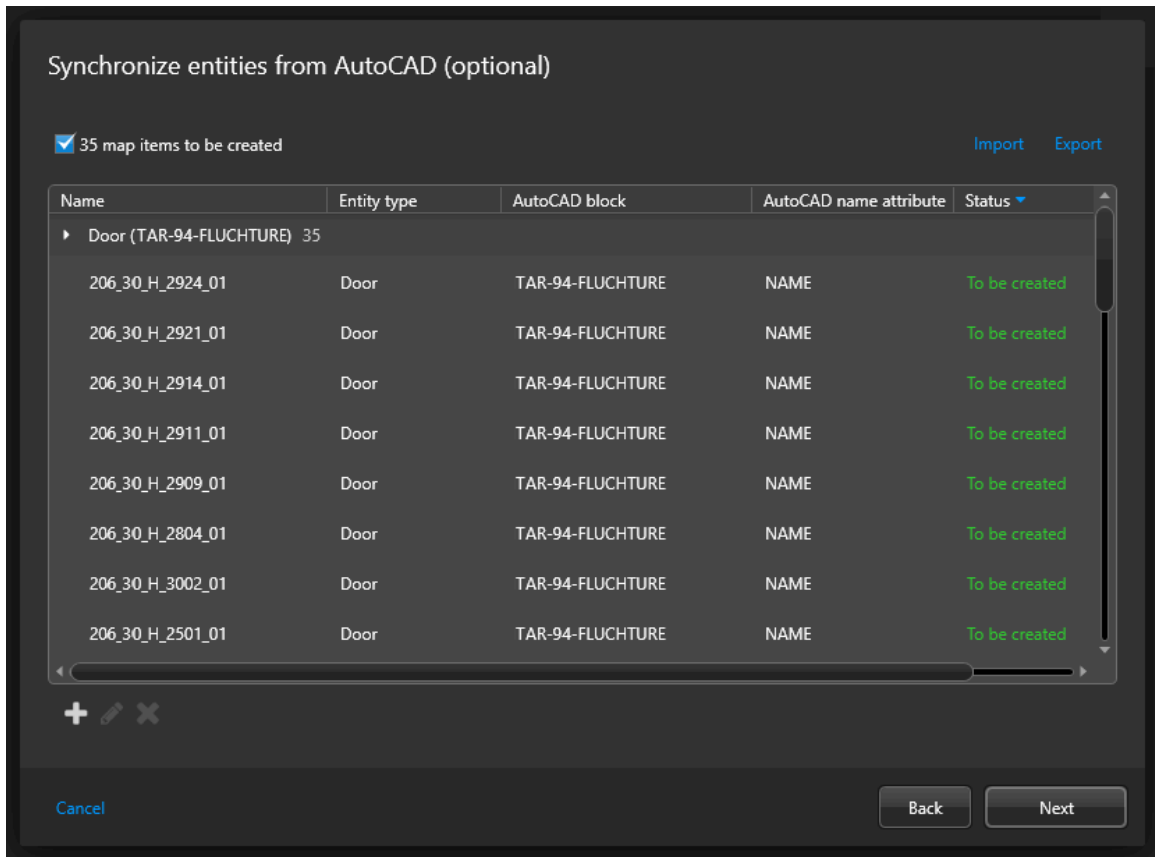 Synchronize entities from AutoCAD (optional)
35 map items to be created Import Export
Name Entity type AutoCAD block AutoCAD name attribute Status
Door (TAR-94-FLUCHTURE) 35
206_30_H_2924_01 Door TAR-94-FLUCHTURE NAME To be created
206_30_H_2921_01 Door TAR-94-FLUCHTURE NAME To be created
206_30_H_2914_01 Door TAR-94-FLUCHTURE NAME To be created
206_30_H_2911_01 Door TAR-94-FLUCHTURE NAME To be created
206_30_H_2909_01 Door TAR-94-FLUCHTURE NAME To be created
206_30_H_2804_01 Door TAR-94-FLUCHTURE NAME To be created
206_30_H_3002_01 Door TAR-94-FLUCHTURE NAME To be created
206_30_H_2501_01 Door TAR-94-FLUCHTURE NAME To be created
Cancel Back Next